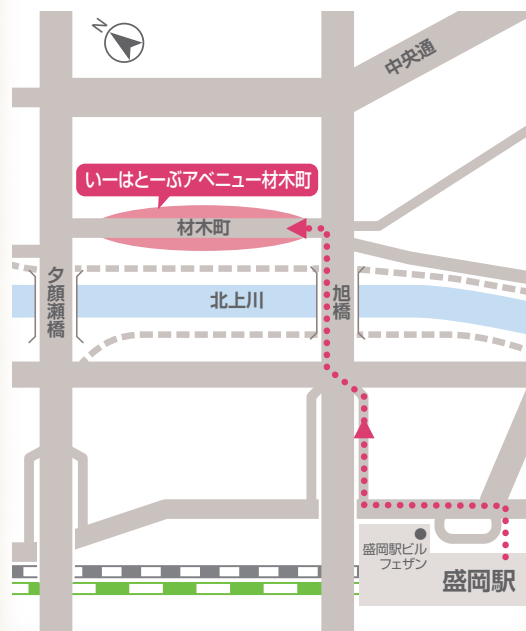 N
中央通
いーはとーぶアベニュー材木町
材木町
夕顔瀬橋
北上川
旭橋
盛岡駅ビル
フェザン
盛岡駅